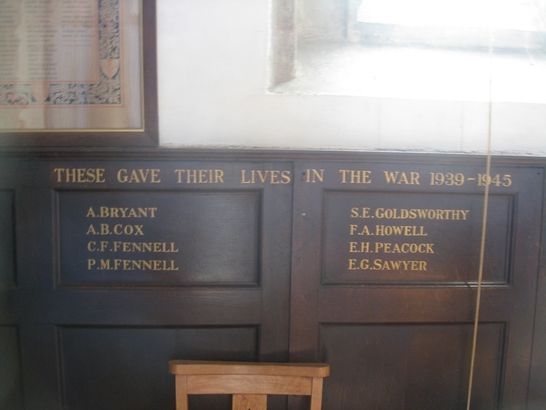 THESE GAVE THEIR LIVES IN THE WAR 1939-1945
A.BRYANT
A.B.COX
C.F.FENNELL
P.M.FENNELL
S.E.GOLDSWORTHY
F.A.HOWELL
E.H.PEACOCK
E.G.SAWYER